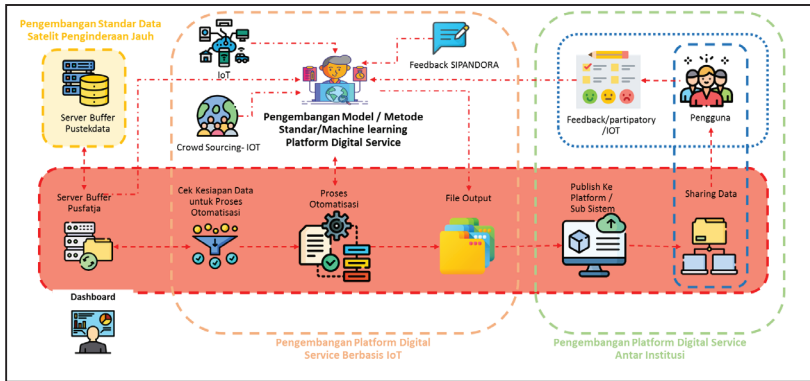 Pengembangan Standar Data
Satelit Penginderaan Jauh
Server Buffer
Pustekdata
IoT
Crowd Sourcing- IOT
Feedback SIPANDORA
Pengembangan Model / Metode
Standar/Machine learning
Platform Digital Service
Feedback/partipatory
/IOT
Pengguna
Server Buffer
Pusfatja
Cek Kesiapan Data
untuk Proses
Otomatisasi
Proses
Otomatisasi
File Output
Publish Ke
Platform /
Sub Sistem
Sharing Data
Dashboard
Pengembangan Platform Digital
Service Berbasis IoT
Pengembangan Platform Digital Service
Antar Institusi